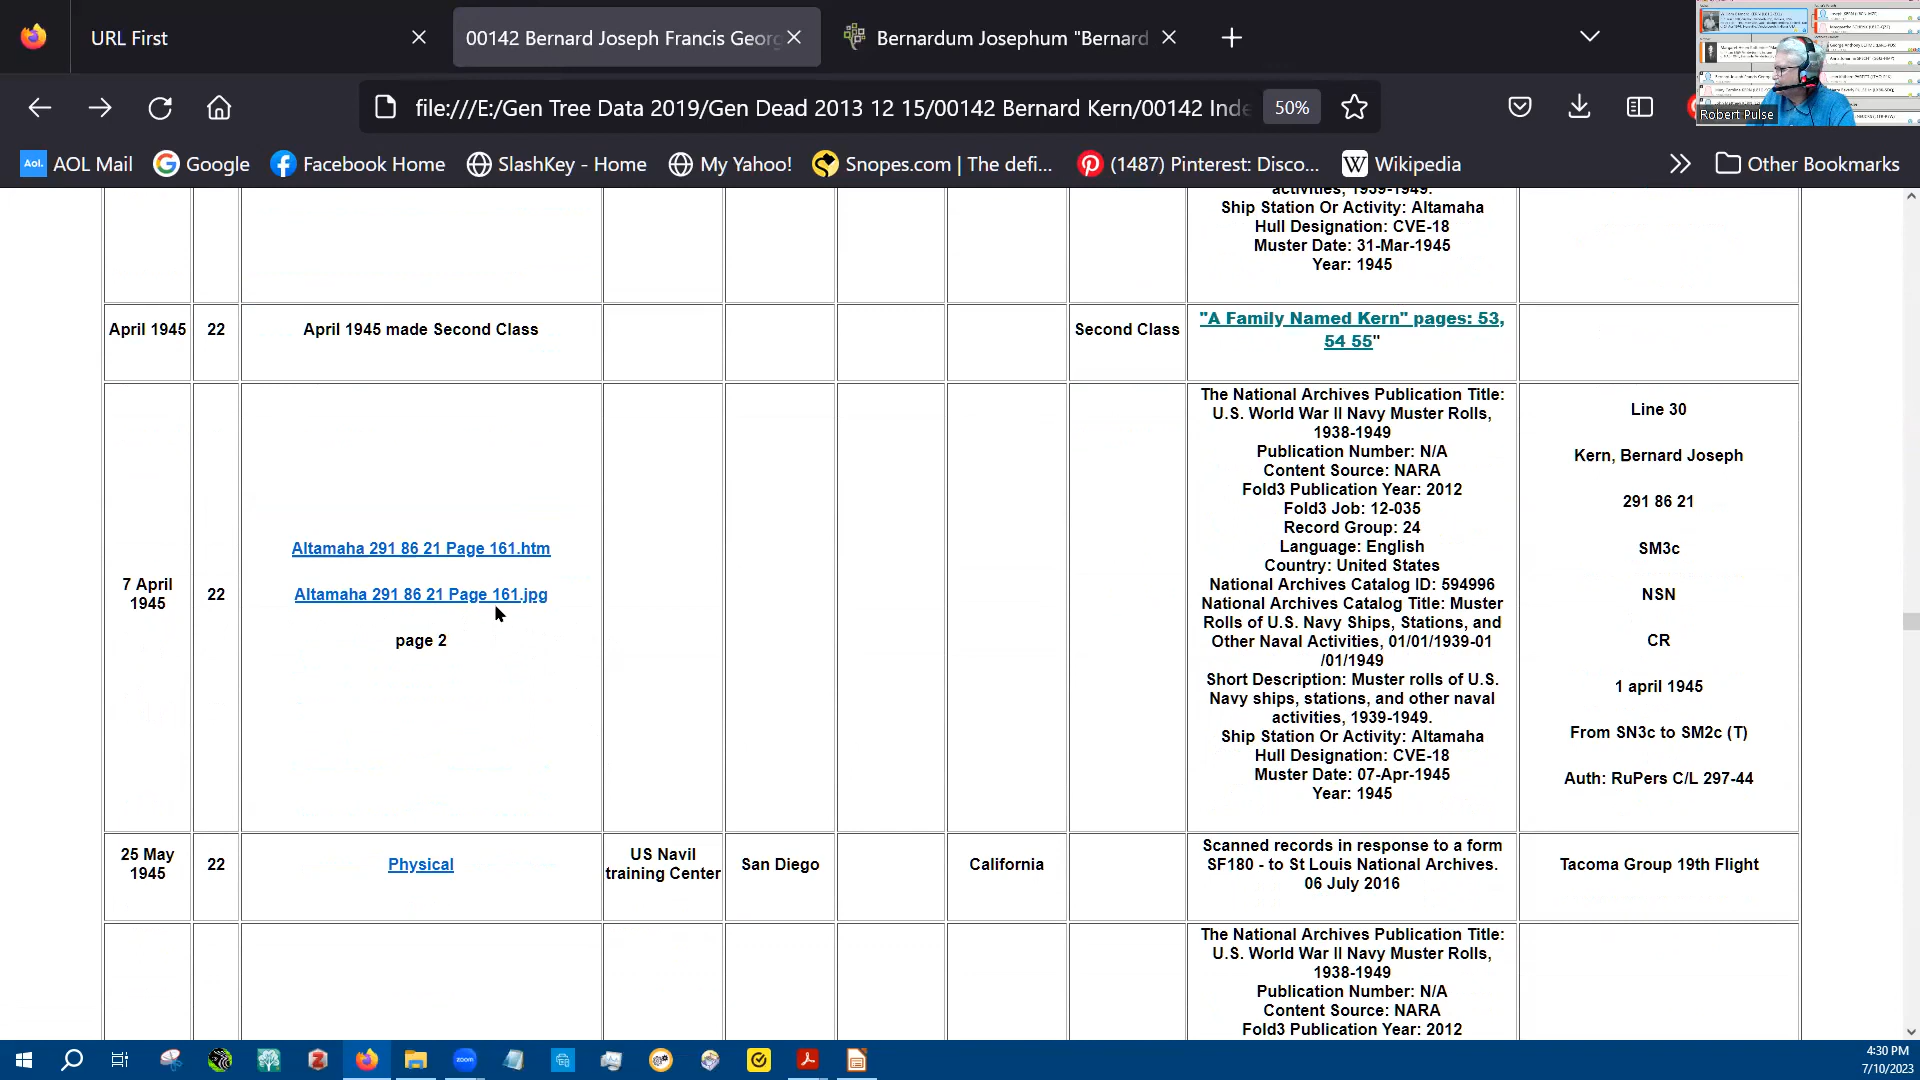 URL First
00142 Bernard Joseph Francis Geor
Bernardum Josephum "Bernard
file:///E:/Gen Tree Data 2019/Gen Dead 2013 12 15/00142 Bernard Kern/00142 Inde
50%
Robert Pulse
Aol.
AOL Mail
Google
Facebook Home
SlashKey - Home
My Yahoo!
Snopes.com | The defi...
(1487) Pinterest: Disco...
Wikipedia
Other Bookmarks
activities, 1939-1949.
Ship Station Or Activity: Altamaha
Hull Designation: CVE-18
Muster Date: 31-Mar-1945
Year: 1945
April 1945
22
April 1945 made Second Class
Second Class
"A Family Named Kern" pages: 53,
54 55"
7 April
1945
22
Altamaha 291 86 21 Page 161.htm
Altamaha 291 86 21 Page 161.jpg
page 2
The National Archives Publication Title:
U.S. World War II Navy Muster Rolls,
1938-1949
Publication Number: N/A
Content Source: NARA
Fold3 Publication Year: 2012
Fold3 Job: 12-035
Record Group: 24
Language: English
Country: United States
National Archives Catalog ID: 594996
National Archives Catalog Title: Muster
Rolls of U.S. Navy Ships, Stations, and
Other Naval Activities, 01/01/1939-01
/01/1949
Short Description: Muster rolls of U.S.
Navy ships, stations, and other naval
activities, 1939-1949.
Ship Station Or Activity: Altamaha
Hull Designation: CVE-18
Muster Date: 07-Apr-1945
Year: 1945
Line 30
Kern, Bernard Joseph
291 86 21
SM3c
NSN
CR
1 april 1945
From SN3c to SM2c (T)
Auth: RuPers C/L 297-44
25 May
1945
22
Physical
US Navil
training Center
San Diego
California
Scanned records in response to a form
SF180 - to St Louis National Archives.
06 July 2016
Tacoma Group 19th Flight
The National Archives Publication Title:
U.S. World War II Navy Muster Rolls,
1938-1949
Publication Number: N/A
Content Source: NARA
Fold3 Publication Year: 2012
zoom
4:30 PM
7/10/2023